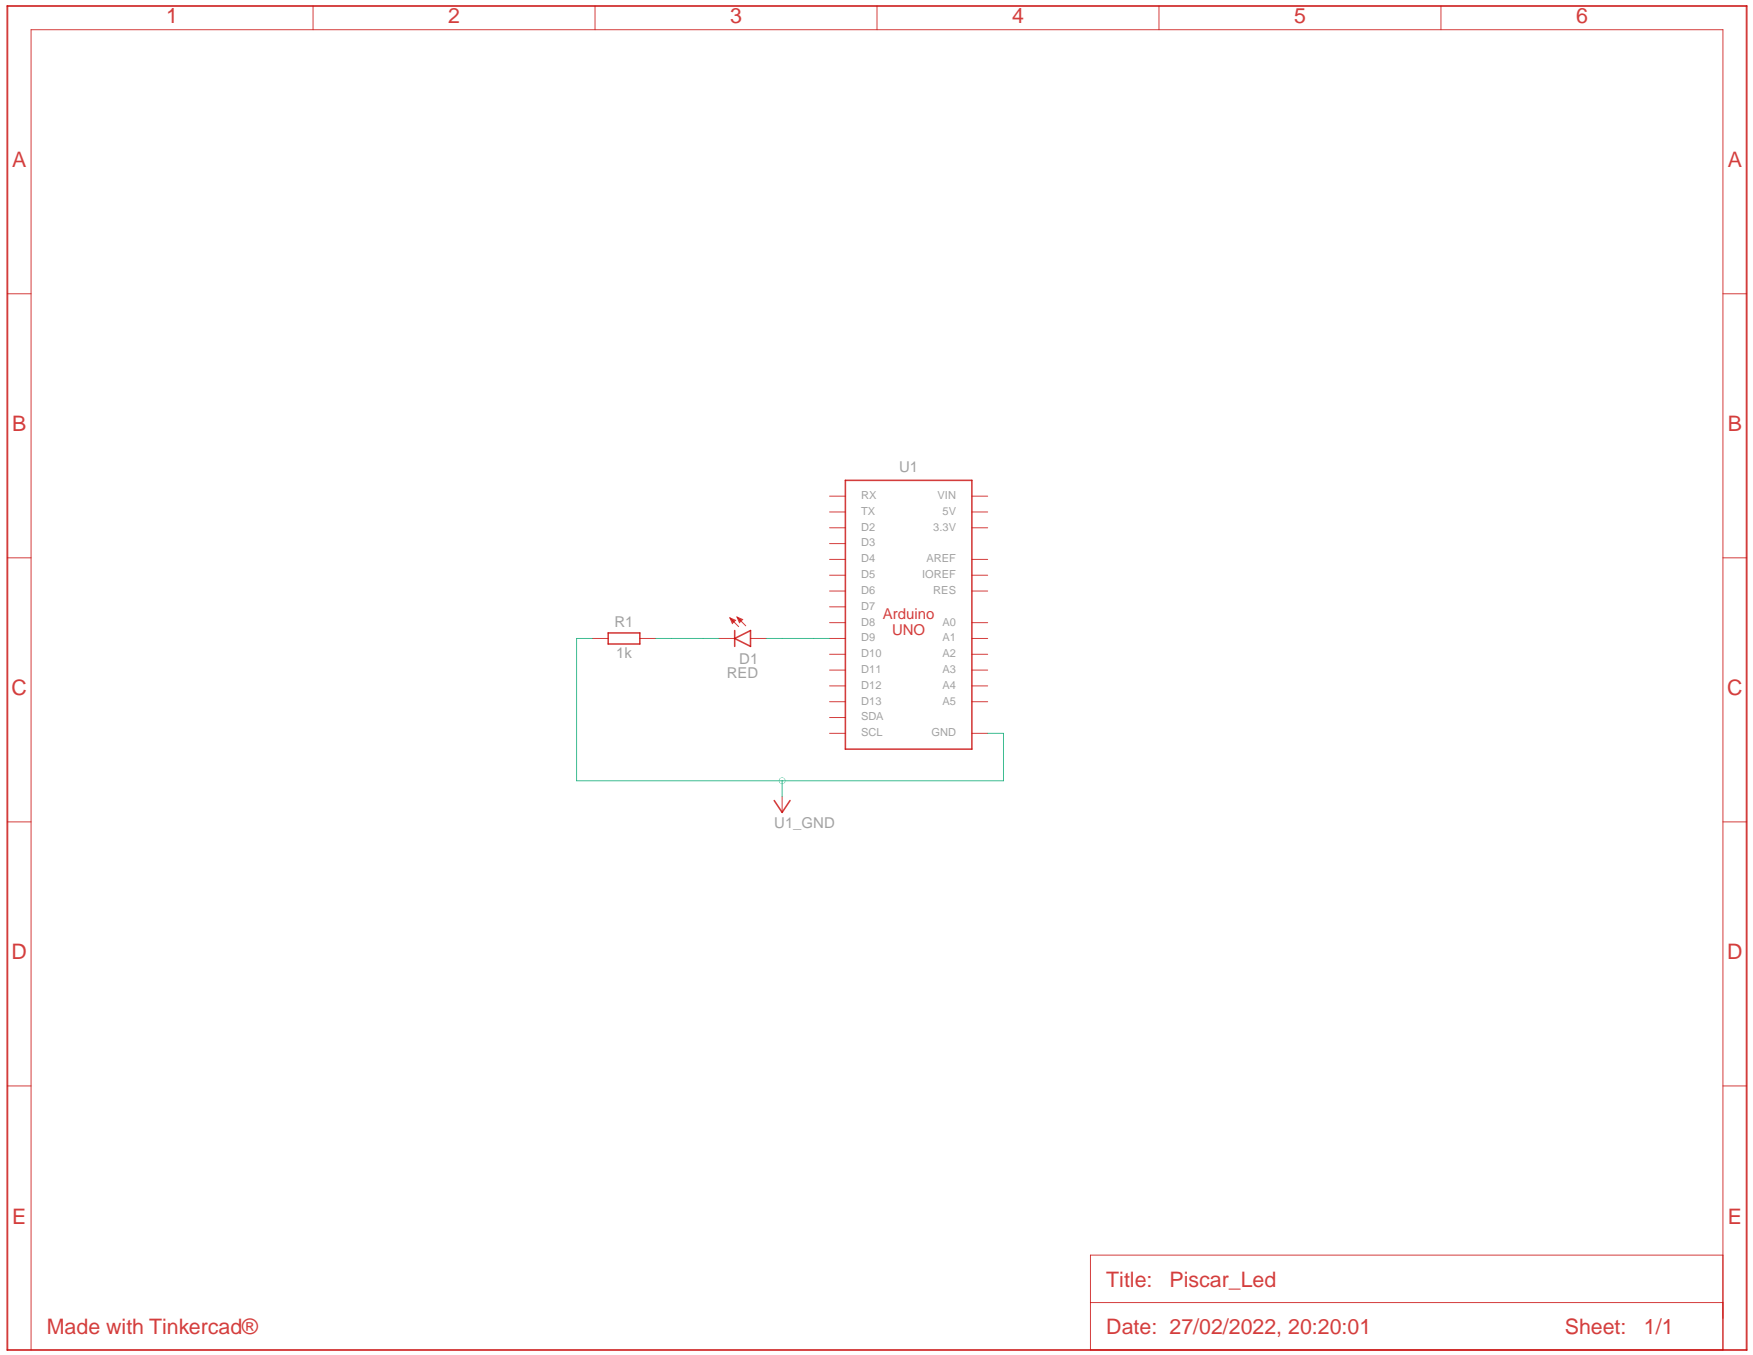 1 2 3 4 5 6
A A
B B
U1
RX VIN
TX 5V
D2 3.3V
D3
D4 AREF
D5 IOREF
D6 RES
D7
Arduino
D8 A0
UNO
D9 A1
D10 A2
D11 A3
D12 A4
D13 A5
SDA
SCL GND
R1
1k
D1
RED
C C
U1_GND
D D
E E
Title: Piscar_Led
Date: 27/02/2022, 20:20:01 Sheet: 1/1
Made with Tinkercad®